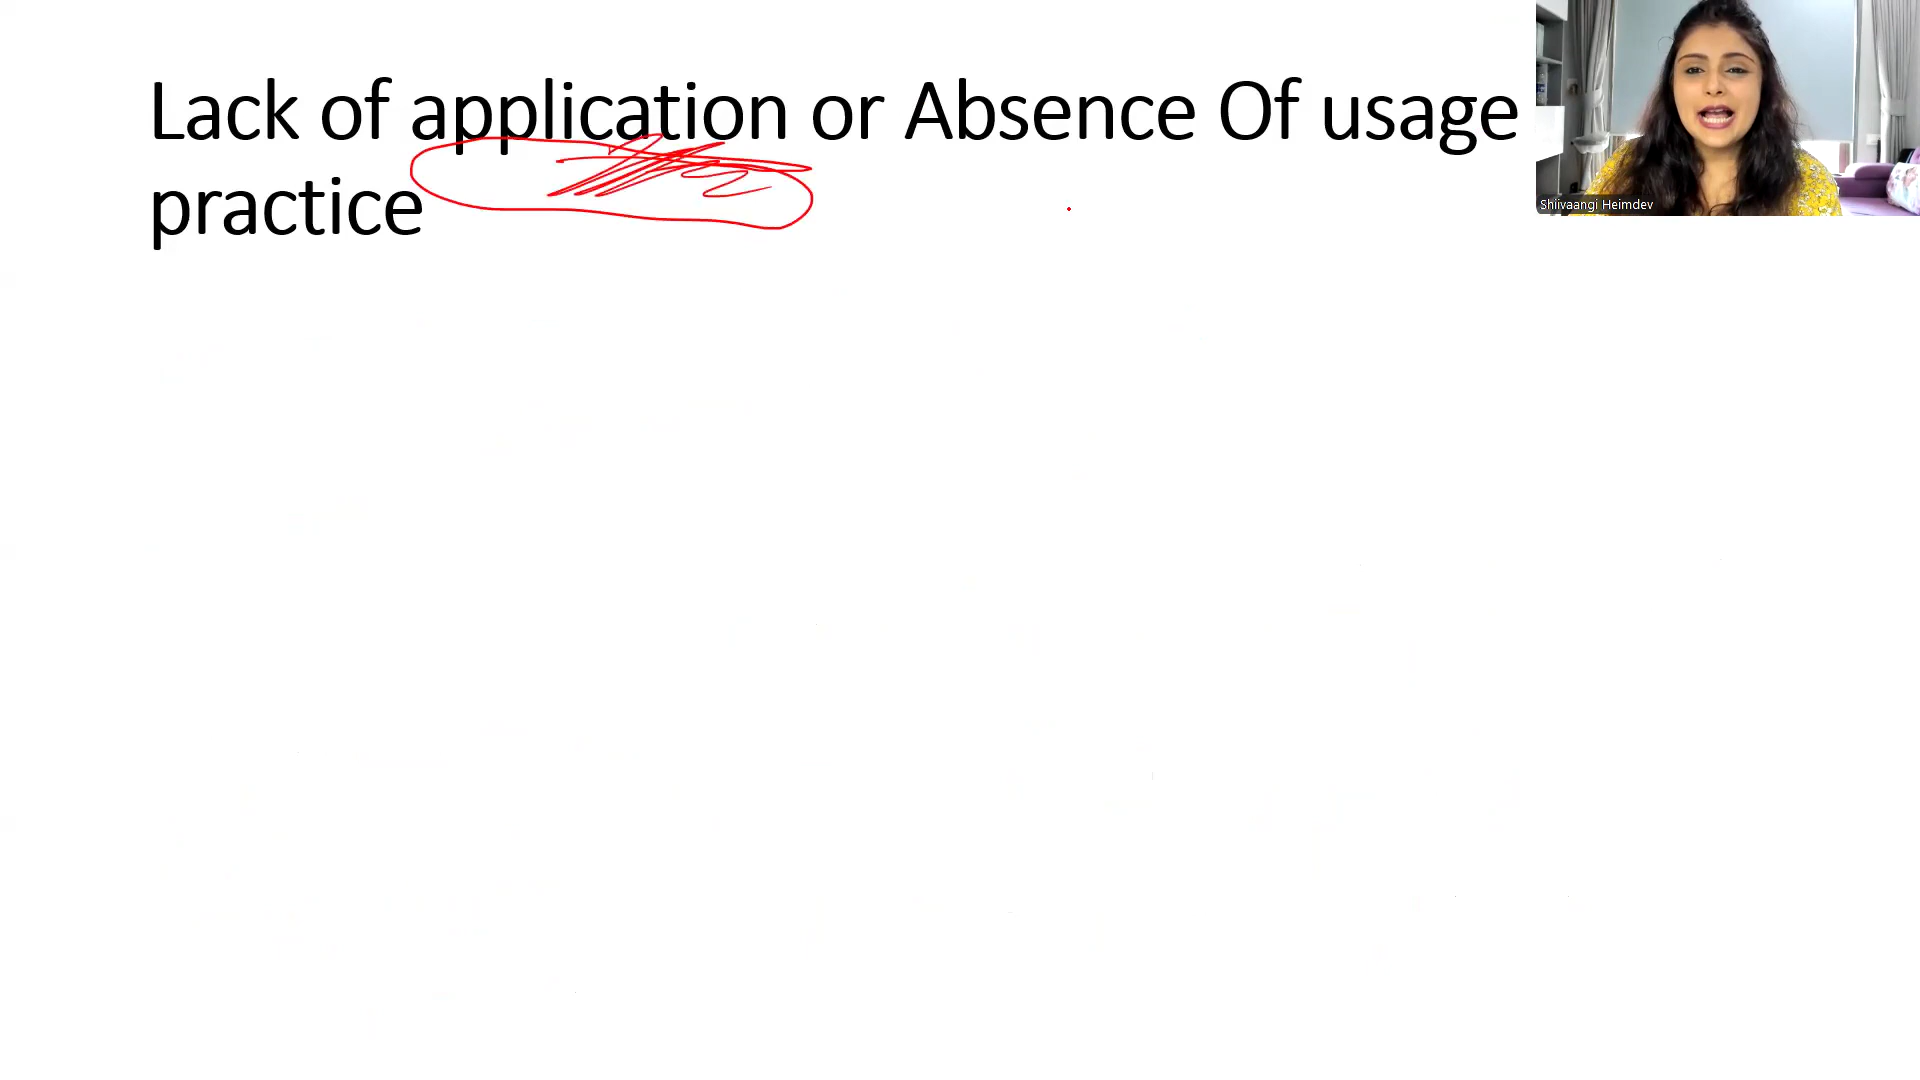 Lack of application or Absence Of usage
practice
Shiivaangi Heimdev